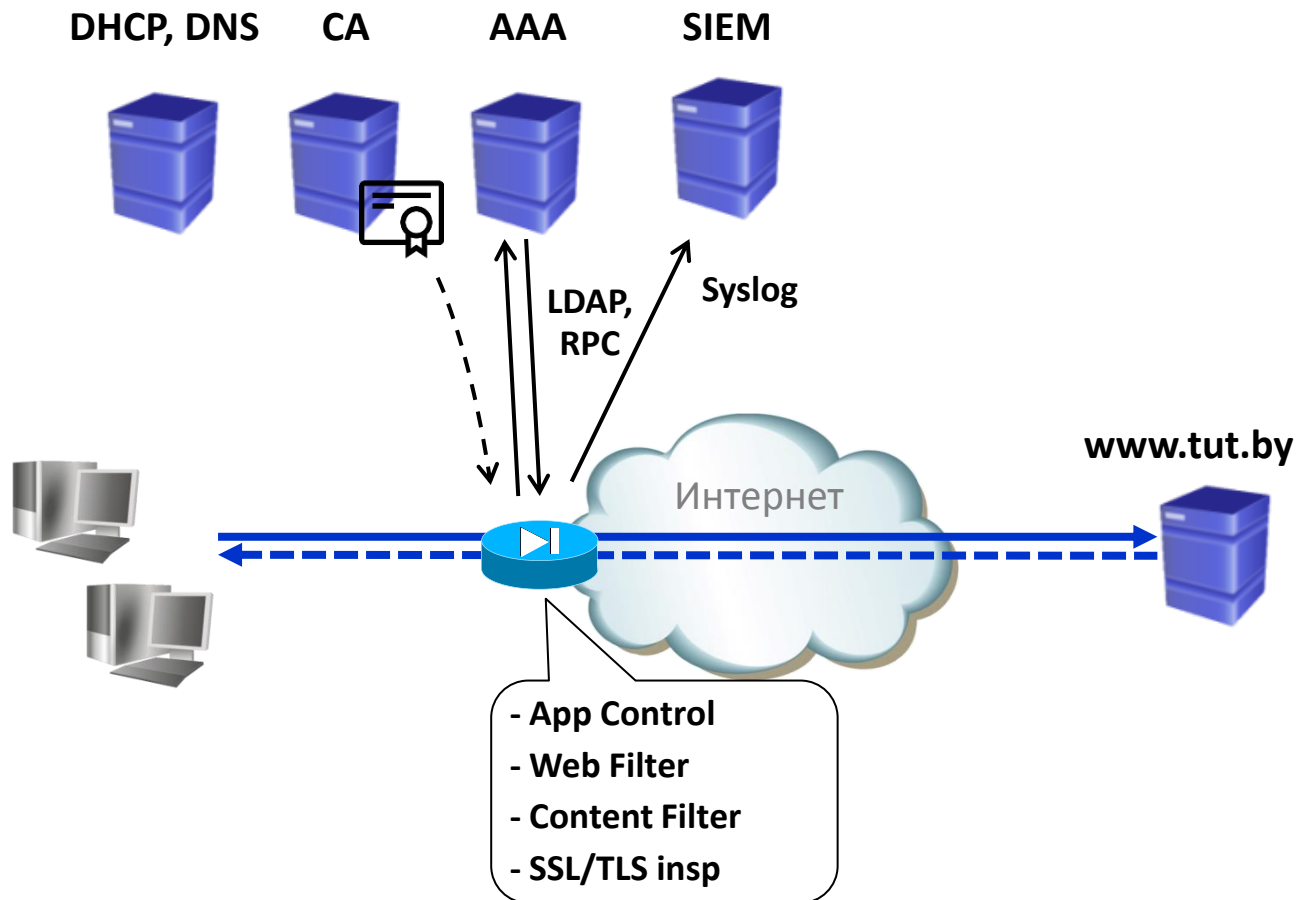 DHCP, DNS
CA
AAA
SIEM
LDAP,
RPC
Syslog
www.tut.by
Интернет
- App Control
- Web Filter
- Content Filter
- SSL/TLS insp